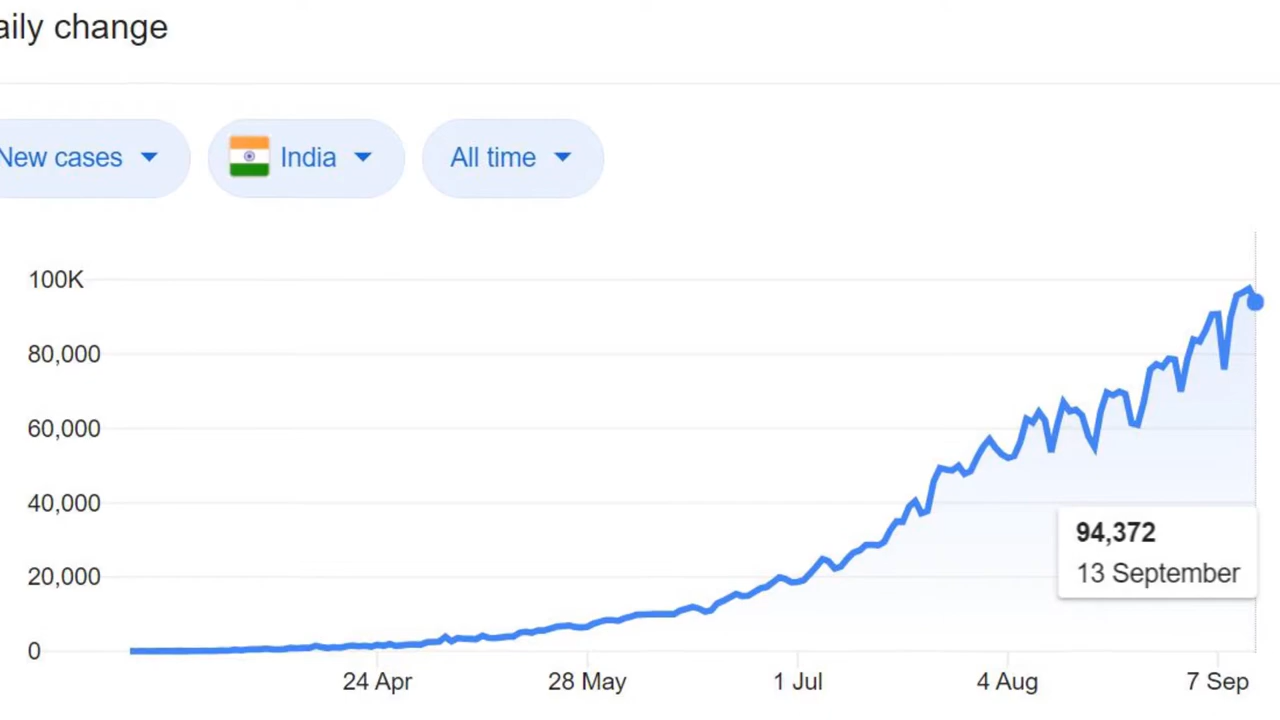 aily change
New cases India All time
100K
80,000
60,000
40,000
20,000
0
94,372
13 September
24 Apr 28 May 1 Jul 4 Aug 7 Sep